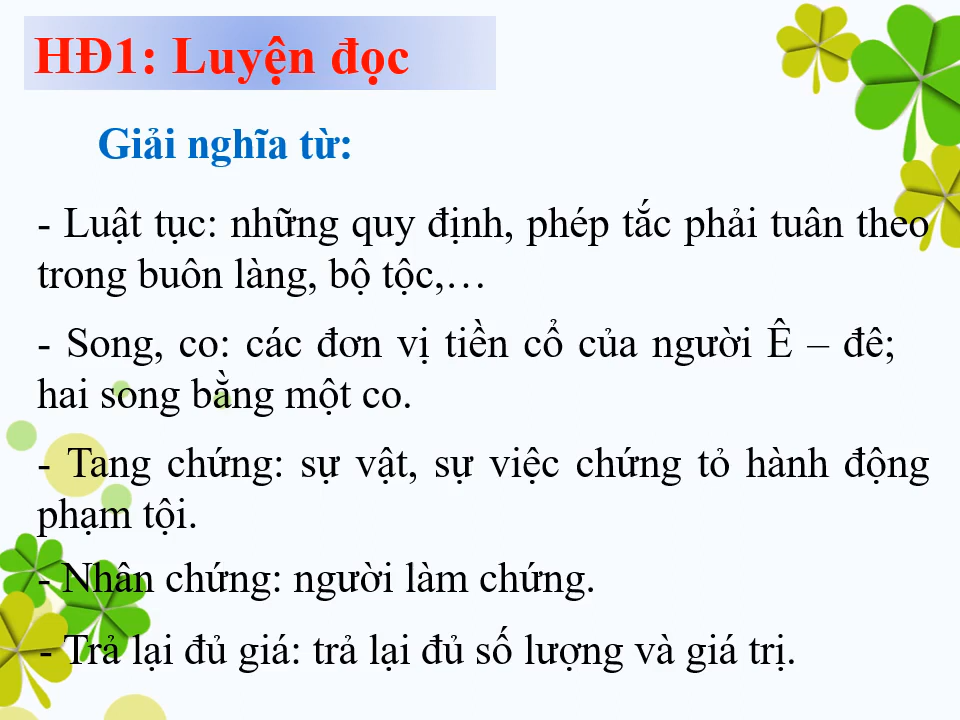 HĐ1: Luyện đọc
Giải nghĩa từ:
- Luật tục: những quy định, phép tắc phải tuân theo
trong buôn làng, bộ tộc,…
- Song, co: các đơn vị tiền cổ của người Ê – đê;
hai song bằng một co.
- Tang chứng: sự vật, sự việc chứng tỏ hành động
phạm tội.
- Nhân chứng: người làm chứng.
- Trả lại đủ giá: trả lại đủ số lượng và giá trị.